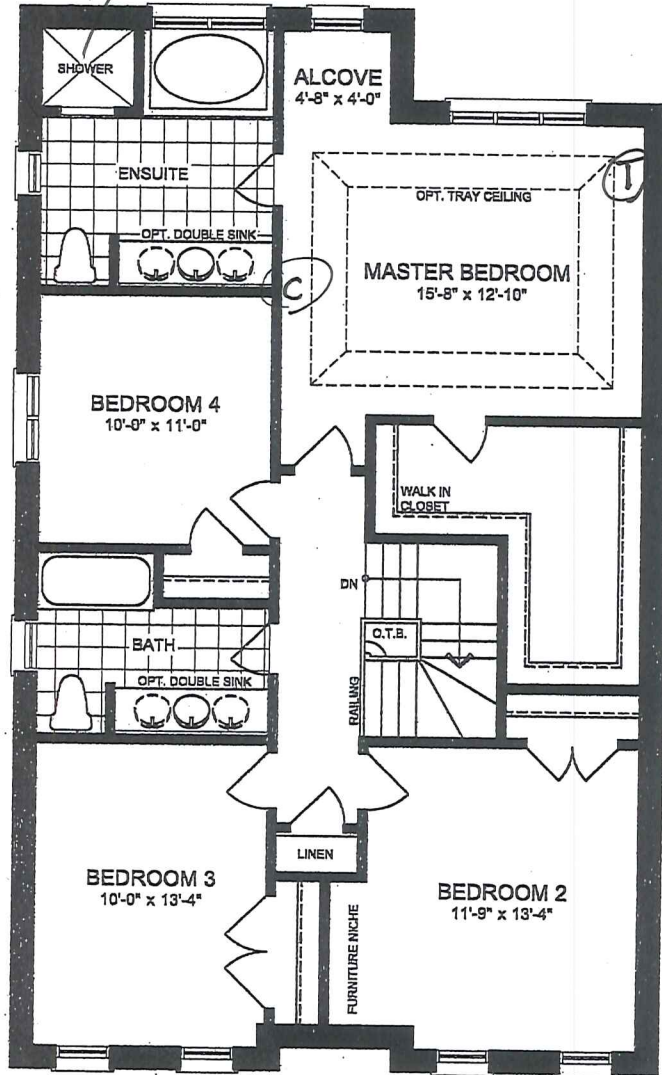 SHOWER
ALCOVE
4'-8" x 4'-0"
ENSUITE
OPT. TRAY CEILING
T
OPT. DOUBLE SINK
C
MASTER BEDROOM
15'-8" x 12'-10"
BEDROOM 4
10'-0" x 11'-0"
WALK IN
CLOSET
DN
O.T.B.
BATH
OPT. DOUBLE SINK
RAILING
LINEN
BEDROOM 3
10'-0" x 13'-4"
BEDROOM 2
11'-9" x 13'-4"
FURNITURE NICHE